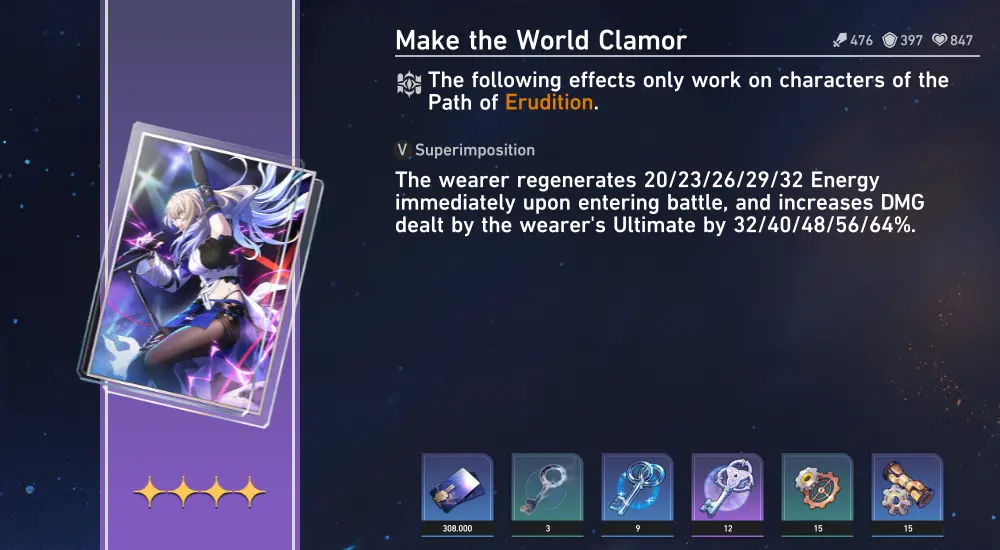 Make the World Clamor
476 397 847
The following effects only work on characters of the
Path of Erudition.
V Superimposition
The wearer regenerates 20/23/26/29/32 Energy
immediately upon entering battle, and increases DMG
dealt by the wearer's Ultimate by 32/40/48/56/64%.
308.000 3 9 12 15 15